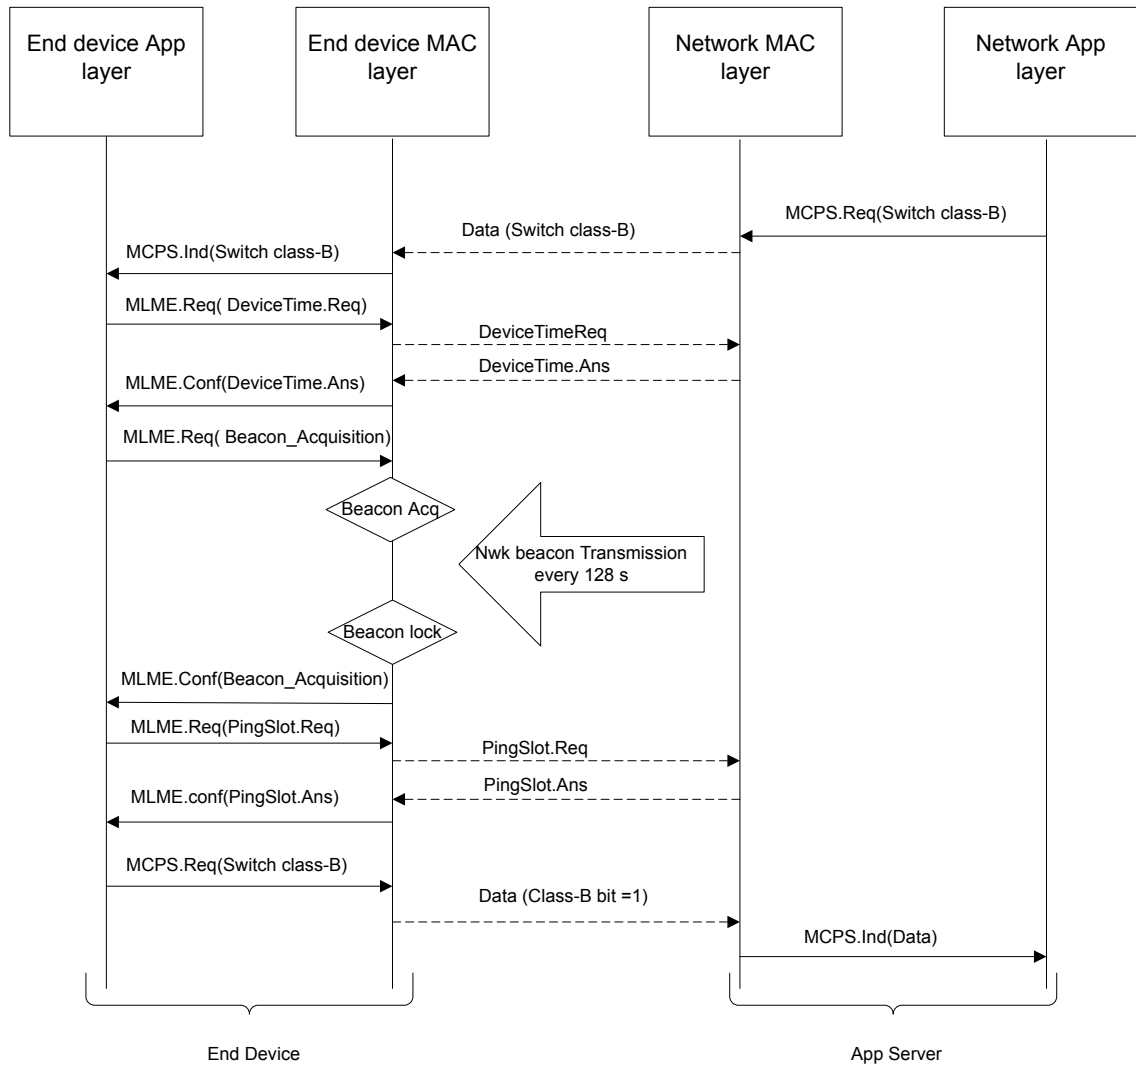 End device App
layer
End device MAC
layer
Network MAC
layer
Network App
layer
MCPS.Req(Switch class-B)
Data (Switch class-B)
MCPS.Ind(Switch class-B)
MLME.Req( DeviceTime.Req)
DeviceTimeReq
DeviceTime.Ans
MLME.Conf(DeviceTime.Ans)
MLME.Req( Beacon_Acquisition)
Beacon Acq
Nwk beacon Transmission
every 128 s
Beacon lock
MLME.Conf(Beacon_Acquisition)
MLME.Req(PingSlot.Req)
PingSlot.Req
PingSlot.Ans
MLME.conf(PingSlot.Ans)
MCPS.Req(Switch class-B)
Data (Class-B bit =1)
MCPS.Ind(Data)
End Device
App Server